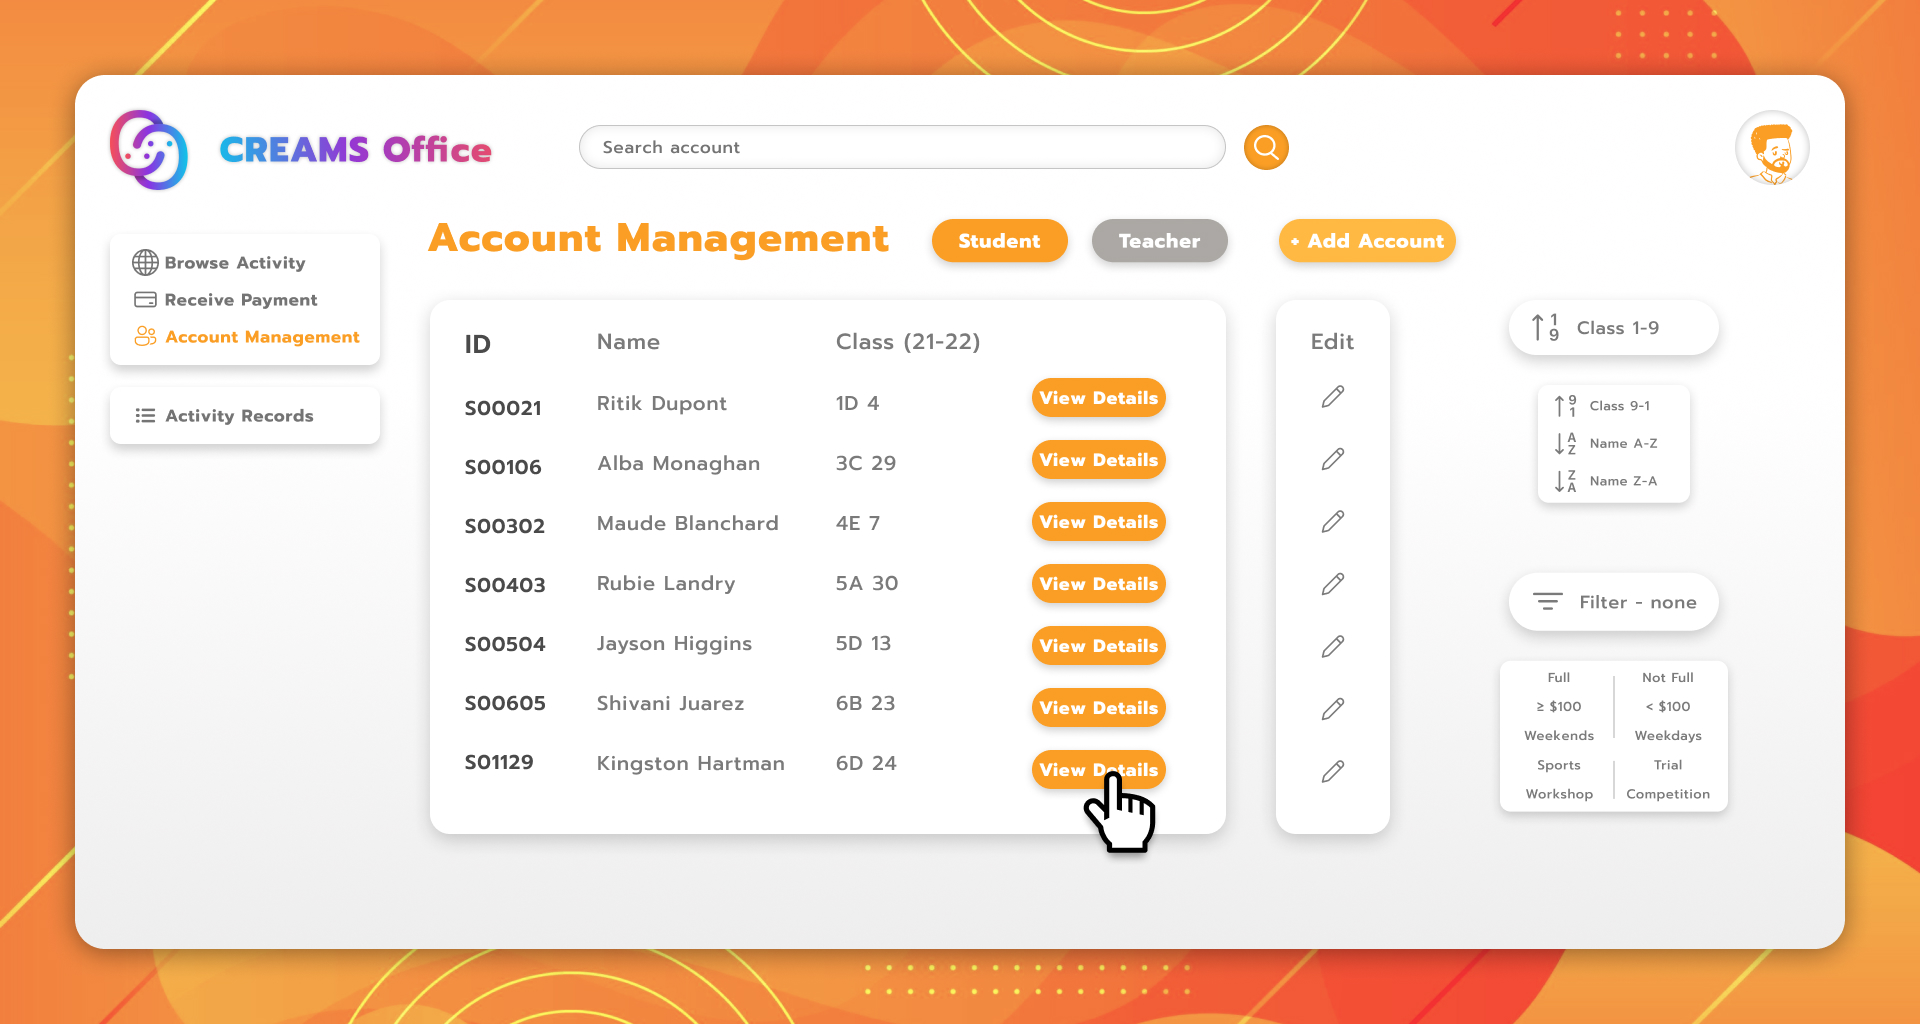 CREAMS Office
Search account
Browse Activity
Receive Payment
Account Management
Activity Records
Account Management
Student
Teacher
+ Add Account
ID Name Class (21-22)
S00021 Ritik Dupont 1D 4 View Details
S00106 Alba Monaghan 3C 29 View Details
S00302 Maude Blanchard 4E 7 View Details
S00403 Rubie Landry 5A 30 View Details
S00504 Jayson Higgins 5D 13 View Details
S00605 Shivani Juarez 6B 23 View Details
S01129 Kingston Hartman 6D 24 View Details
Edit
1 9 Class 1-9
9 1 Class 9-1
A Z Name A-Z
Z A Name Z-A
Filter - none
Full Not Full
≥ $100 < $100
Weekends Weekdays
Sports Trial
Workshop Competition